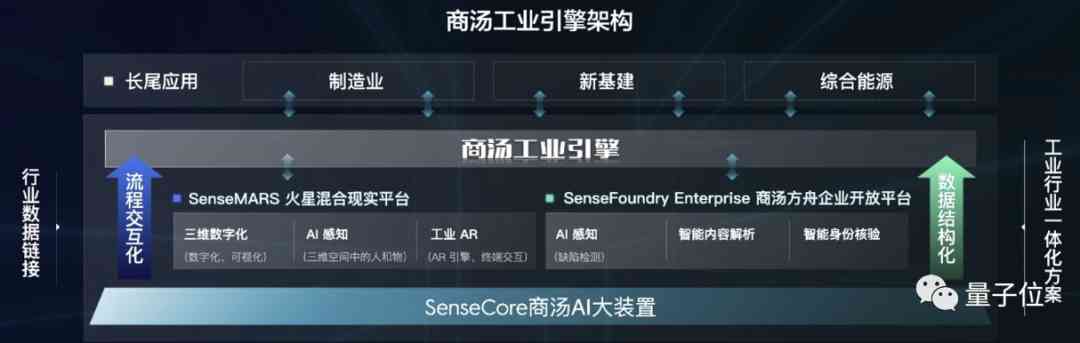 商汤工业引擎架构
长尾应用
制造业
新基建
综合能源
商汤工业引擎
行业数据链接
流程交互化
SenseMARS 火星混合现实平台
三维数字化
(数字化、可视化)
AI 感知
(三维空间中的人和物)
工业 AR
(AR 引擎、终端交互)
SenseFoundry Enterprise 商汤方舟企业开放平台
AI 感知
(缺陷检测)
智能内容解析
智能身份核验
数据结构化
工业行业一体化方案
SenseCore商汤AI大装置
量子位